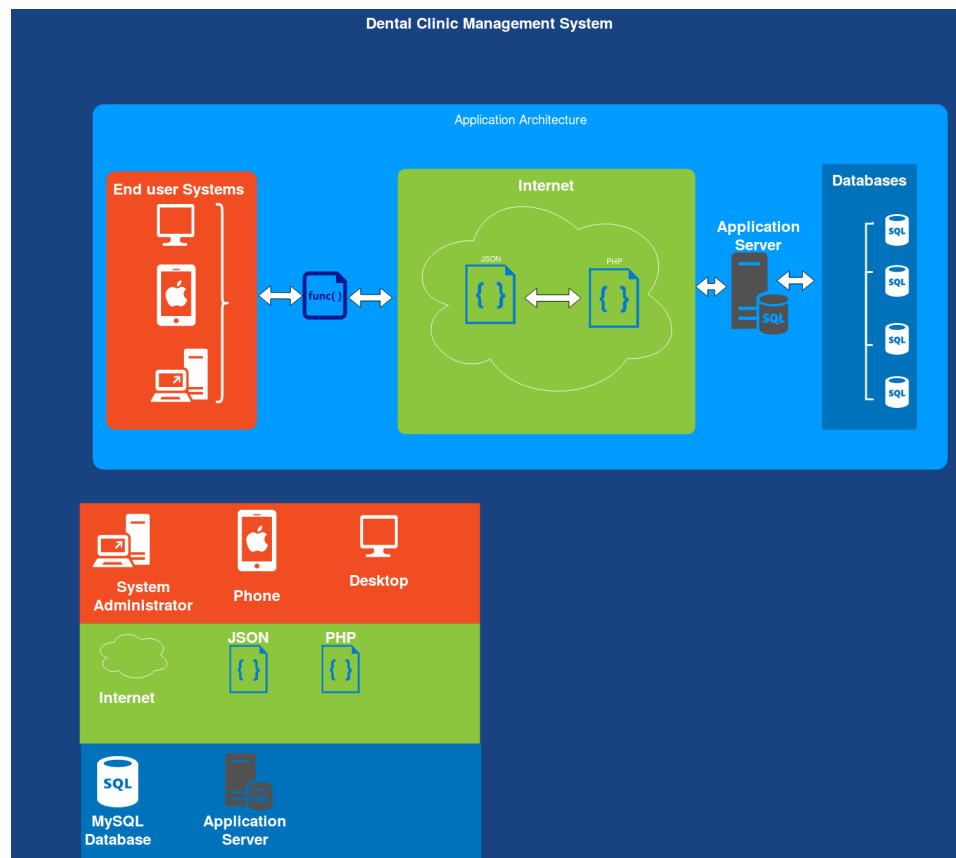 Dental Clinic Management System
Application Architecture
End user Systems
func()
Internet
JSON
{ }
PHP
{ }
Application
Server
SQL
Databases
SQL
SQL
SQL
SQL
System
Administrator
Phone
Desktop
Internet
JSON
{ }
PHP
{ }
SQL
MySQL
Database
SQL
Application
Server